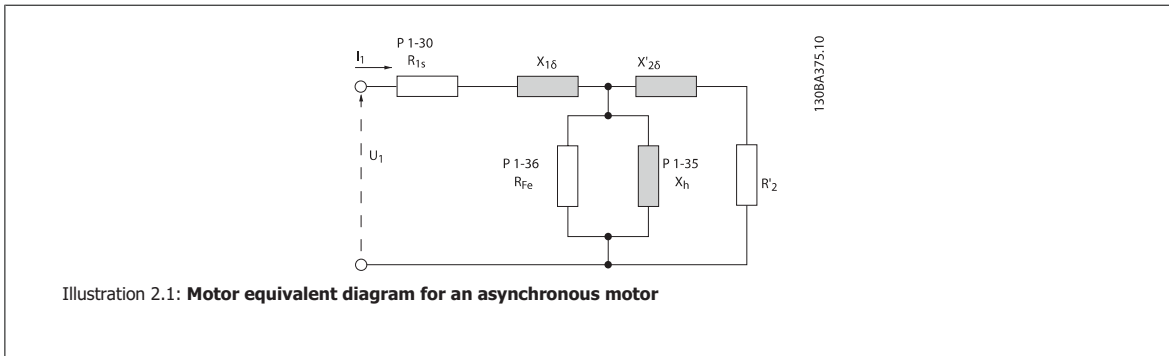 P 1-30
I₁
R₁s
X₁δ
X'₂δ
130BA375.10
U₁
P 1-36
RFe
P 1-35
Xh
R'₂
Illustration 2.1: Motor equivalent diagram for an asynchronous motor